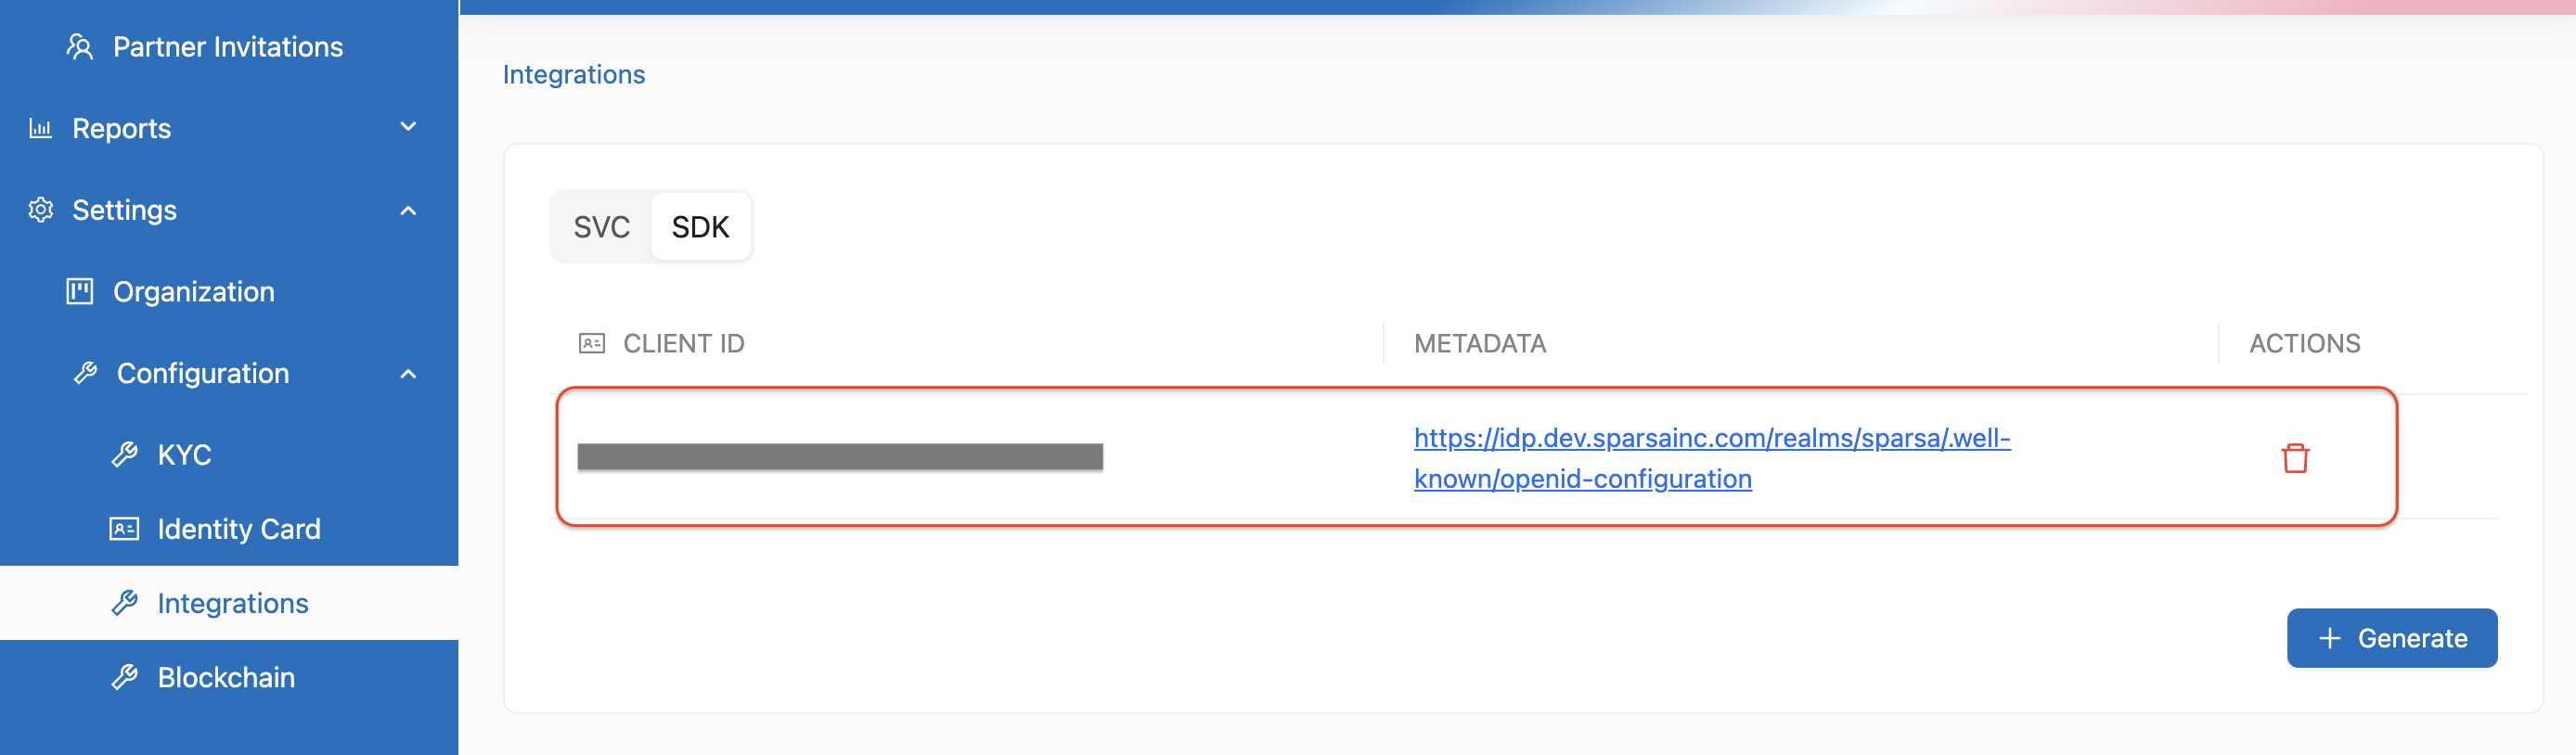 Partner Invitations
Reports
Settings
Organization
Configuration
KYC
Identity Card
Integrations
Blockchain
Integrations
SVC SDK
CLIENT ID METADATA ACTIONS
https://idp.dev.sparsainc.com/realms/sparsa/.well-
known/openid-configuration
+ Generate